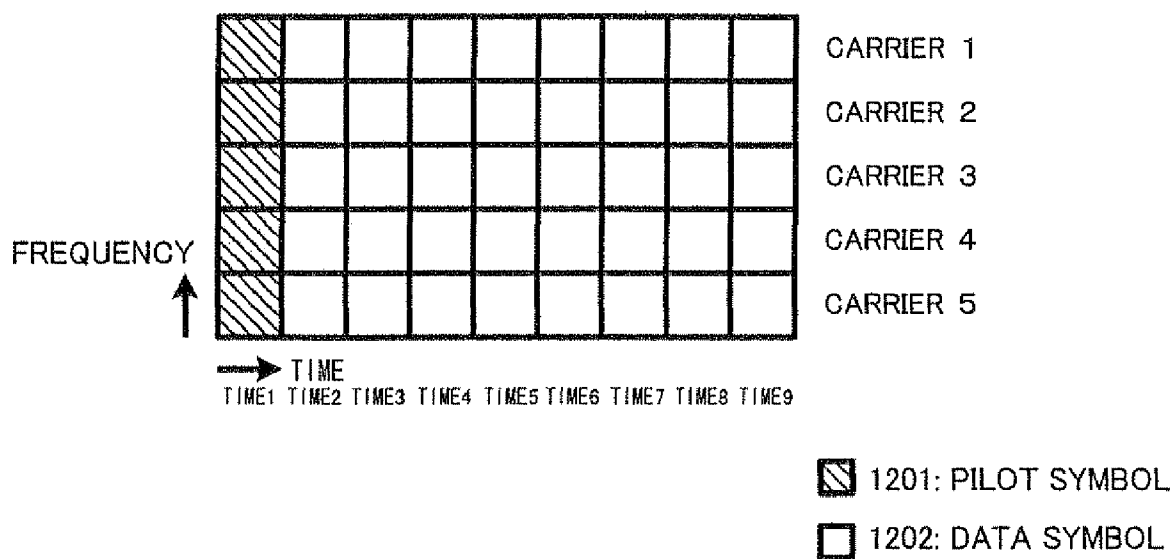 CARRIER 1
CARRIER 2
CARRIER 3
CARRIER 4
CARRIER 5
FREQUENCY
TIME
TIME1 TIME2 TIME3 TIME4 TIME5 TIME6 TIME7 TIME8 TIME9
1201: PILOT SYMBOL
1202: DATA SYMBOL